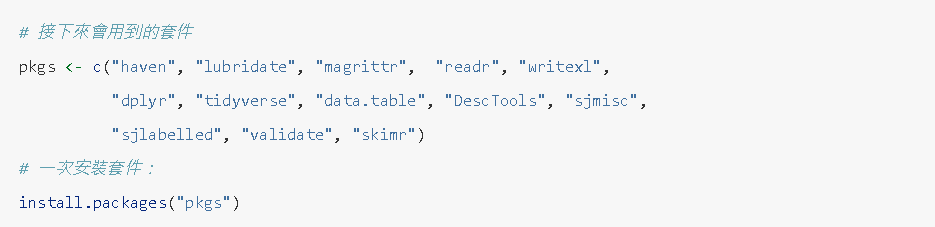 # 接下來會用到的套件
pkgs <- c("haven", "lubridate", "magrittr",  "readr", "writexl",
          "dplyr", "tidyverse", "data.table", "DescTools", "sjmisc",
          "sjlabelled", "validate", "skimr")
# 一次安裝套件：
install.packages("pkgs")